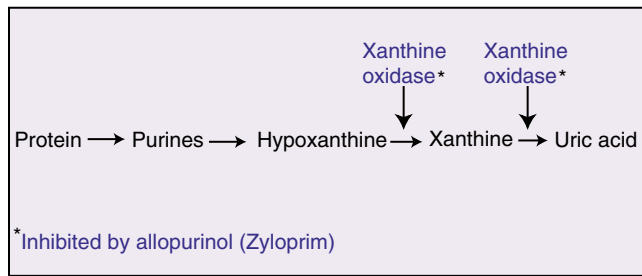 Xanthine Xanthine
oxidase* oxidase*
Protein Purines Hypoxanthine Xanthine Uric acid
*Inhibited by allopurinol (Zyloprim)